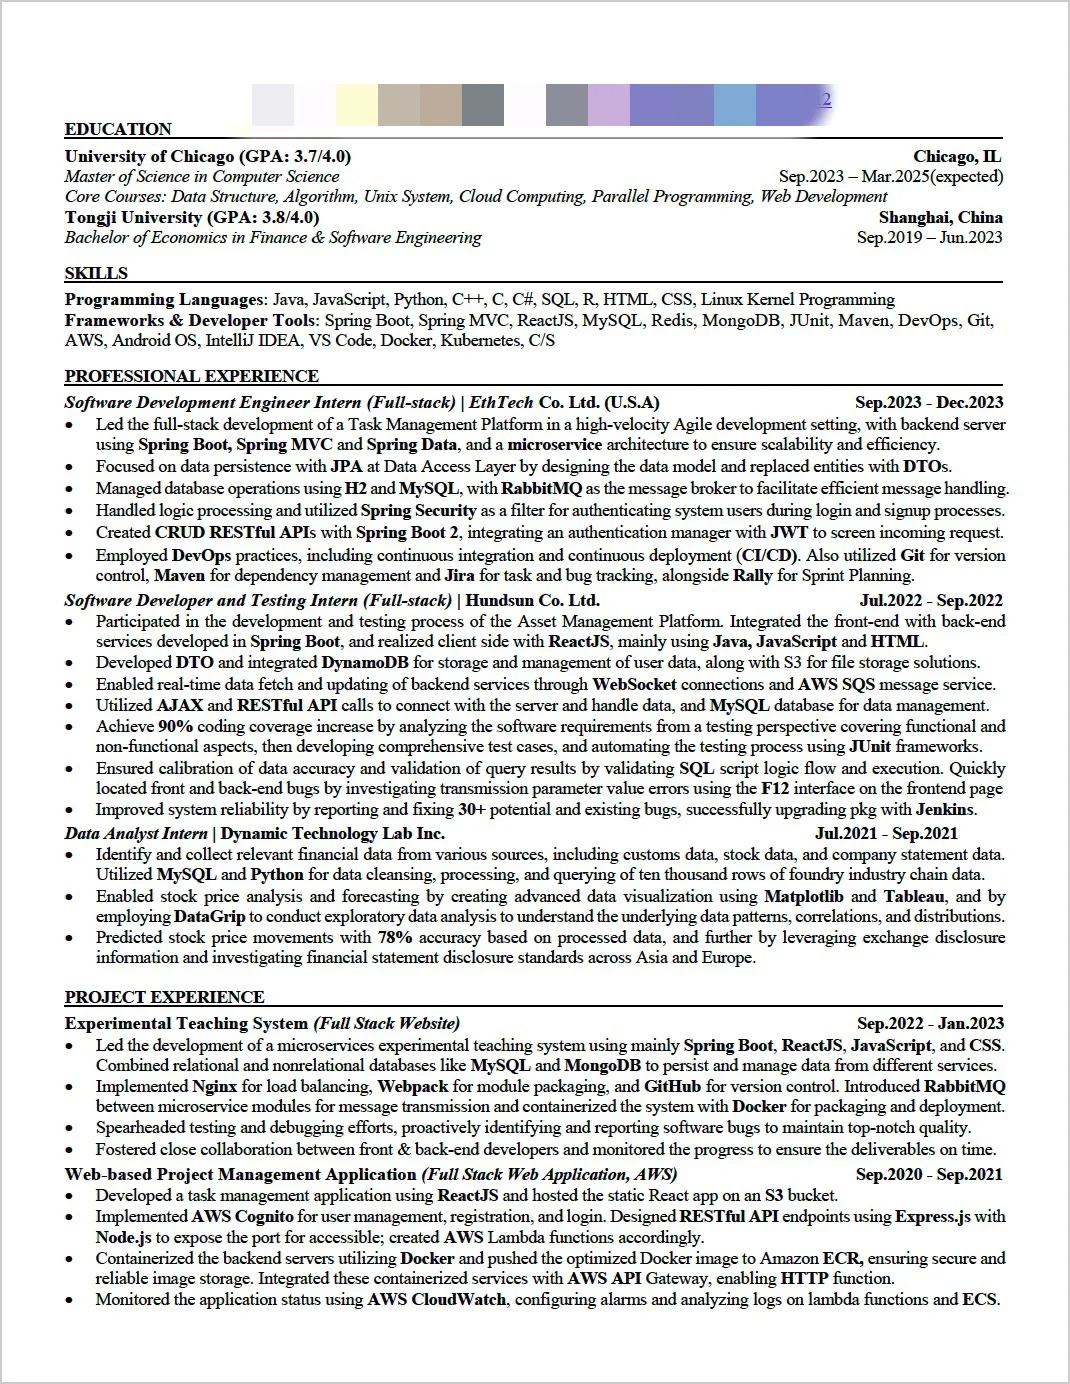 12
EDUCATION
University of Chicago (GPA: 3.7/4.0) Chicago, IL
Master of Science in Computer Science Sep.2023 – Mar.2025(expected)
Core Courses: Data Structure, Algorithm, Unix System, Cloud Computing, Parallel Programming, Web Development
Tongji University (GPA: 3.8/4.0) Shanghai, China
Bachelor of Economics in Finance & Software Engineering Sep.2019 – Jun.2023
SKILLS
Programming Languages: Java, JavaScript, Python, C++, C, C#, SQL, R, HTML, CSS, Linux Kernel Programming
Frameworks & Developer Tools: Spring Boot, Spring MVC, ReactJS, MySQL, Redis, MongoDB, JUnit, Maven, DevOps, Git,
AWS, Android OS, IntelliJ IDEA, VS Code, Docker, Kubernetes, C/S
PROFESSIONAL EXPERIENCE
Software Development Engineer Intern (Full-stack) | EthTech Co. Ltd. (U.S.A) Sep.2023 - Dec.2023
• Led the full-stack development of a Task Management Platform in a high-velocity Agile development setting, with backend server
using Spring Boot, Spring MVC and Spring Data, and a microservice architecture to ensure scalability and efficiency.
• Focused on data persistence with JPA at Data Access Layer by designing the data model and replaced entities with DTOs.
• Managed database operations using H2 and MySQL, with RabbitMQ as the message broker to facilitate efficient message handling.
• Handled logic processing and utilized Spring Security as a filter for authenticating system users during login and signup processes.
• Created CRUD RESTful APIs with Spring Boot 2, integrating an authentication manager with JWT to screen incoming request.
• Employed DevOps practices, including continuous integration and continuous deployment (CI/CD). Also utilized Git for version
control, Maven for dependency management and Jira for task and bug tracking, alongside Rally for Sprint Planning.
Software Developer and Testing Intern (Full-stack) | Hundsun Co. Ltd. Jul.2022 - Sep.2022
• Participated in the development and testing process of the Asset Management Platform. Integrated the front-end with back-end
services developed in Spring Boot, and realized client side with ReactJS, mainly using Java, JavaScript and HTML.
• Developed DTO and integrated DynamoDB for storage and management of user data, along with S3 for file storage solutions.
• Enabled real-time data fetch and updating of backend services through WebSocket connections and AWS SQS message service.
• Utilized AJAX and RESTful API calls to connect with the server and handle data, and MySQL database for data management.
• Achieve 90% coding coverage increase by analyzing the software requirements from a testing perspective covering functional and
non-functional aspects, then developing comprehensive test cases, and automating the testing process using JUnit frameworks.
• Ensured calibration of data accuracy and validation of query results by validating SQL script logic flow and execution. Quickly
located front and back-end bugs by investigating transmission parameter value errors using the F12 interface on the frontend page
• Improved system reliability by reporting and fixing 30+ potential and existing bugs, successfully upgrading pkg with Jenkins.
Data Analyst Intern | Dynamic Technology Lab Inc. Jul.2021 - Sep.2021
• Identify and collect relevant financial data from various sources, including customs data, stock data, and company statement data.
Utilized MySQL and Python for data cleansing, processing, and querying of ten thousand rows of foundry industry chain data.
• Enabled stock price analysis and forecasting by creating advanced data visualization using Matplotlib and Tableau, and by
employing DataGrip to conduct exploratory data analysis to understand the underlying data patterns, correlations, and distributions.
• Predicted stock price movements with 78% accuracy based on processed data, and further by leveraging exchange disclosure
information and investigating financial statement disclosure standards across Asia and Europe.
PROJECT EXPERIENCE
Experimental Teaching System (Full Stack Website) Sep.2022 - Jan.2023
• Led the development of a microservices experimental teaching system using mainly Spring Boot, ReactJS, JavaScript, and CSS.
Combined relational and nonrelational databases like MySQL and MongoDB to persist and manage data from different services.
• Implemented Nginx for load balancing, Webpack for module packaging, and GitHub for version control. Introduced RabbitMQ
between microservice modules for message transmission and containerized the system with Docker for packaging and deployment.
• Spearheaded testing and debugging efforts, proactively identifying and reporting software bugs to maintain top-notch quality.
• Fostered close collaboration between front & back-end developers and monitored the progress to ensure the deliverables on time.
Web-based Project Management Application (Full Stack Web Application, AWS) Sep.2020 - Sep.2021
• Developed a task management application using ReactJS and hosted the static React app on an S3 bucket.
• Implemented AWS Cognito for user management, registration, and login. Designed RESTful API endpoints using Express.js with
Node.js to expose the port for accessible; created AWS Lambda functions accordingly.
• Containerized the backend servers utilizing Docker and pushed the optimized Docker image to Amazon ECR, ensuring secure and
reliable image storage. Integrated these containerized services with AWS API Gateway, enabling HTTP function.
• Monitored the application status using AWS CloudWatch, configuring alarms and analyzing logs on lambda functions and ECS.